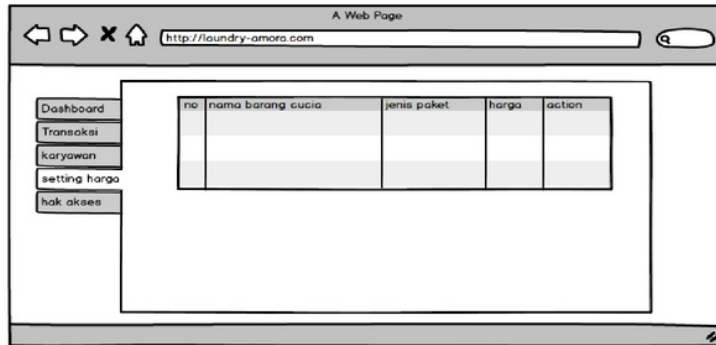 A Web Page
http://laundry-amora.com
Dashboard
Transaksi
karyawan
setting harga
hak akses
no nama barang cucia jenis paket harga action